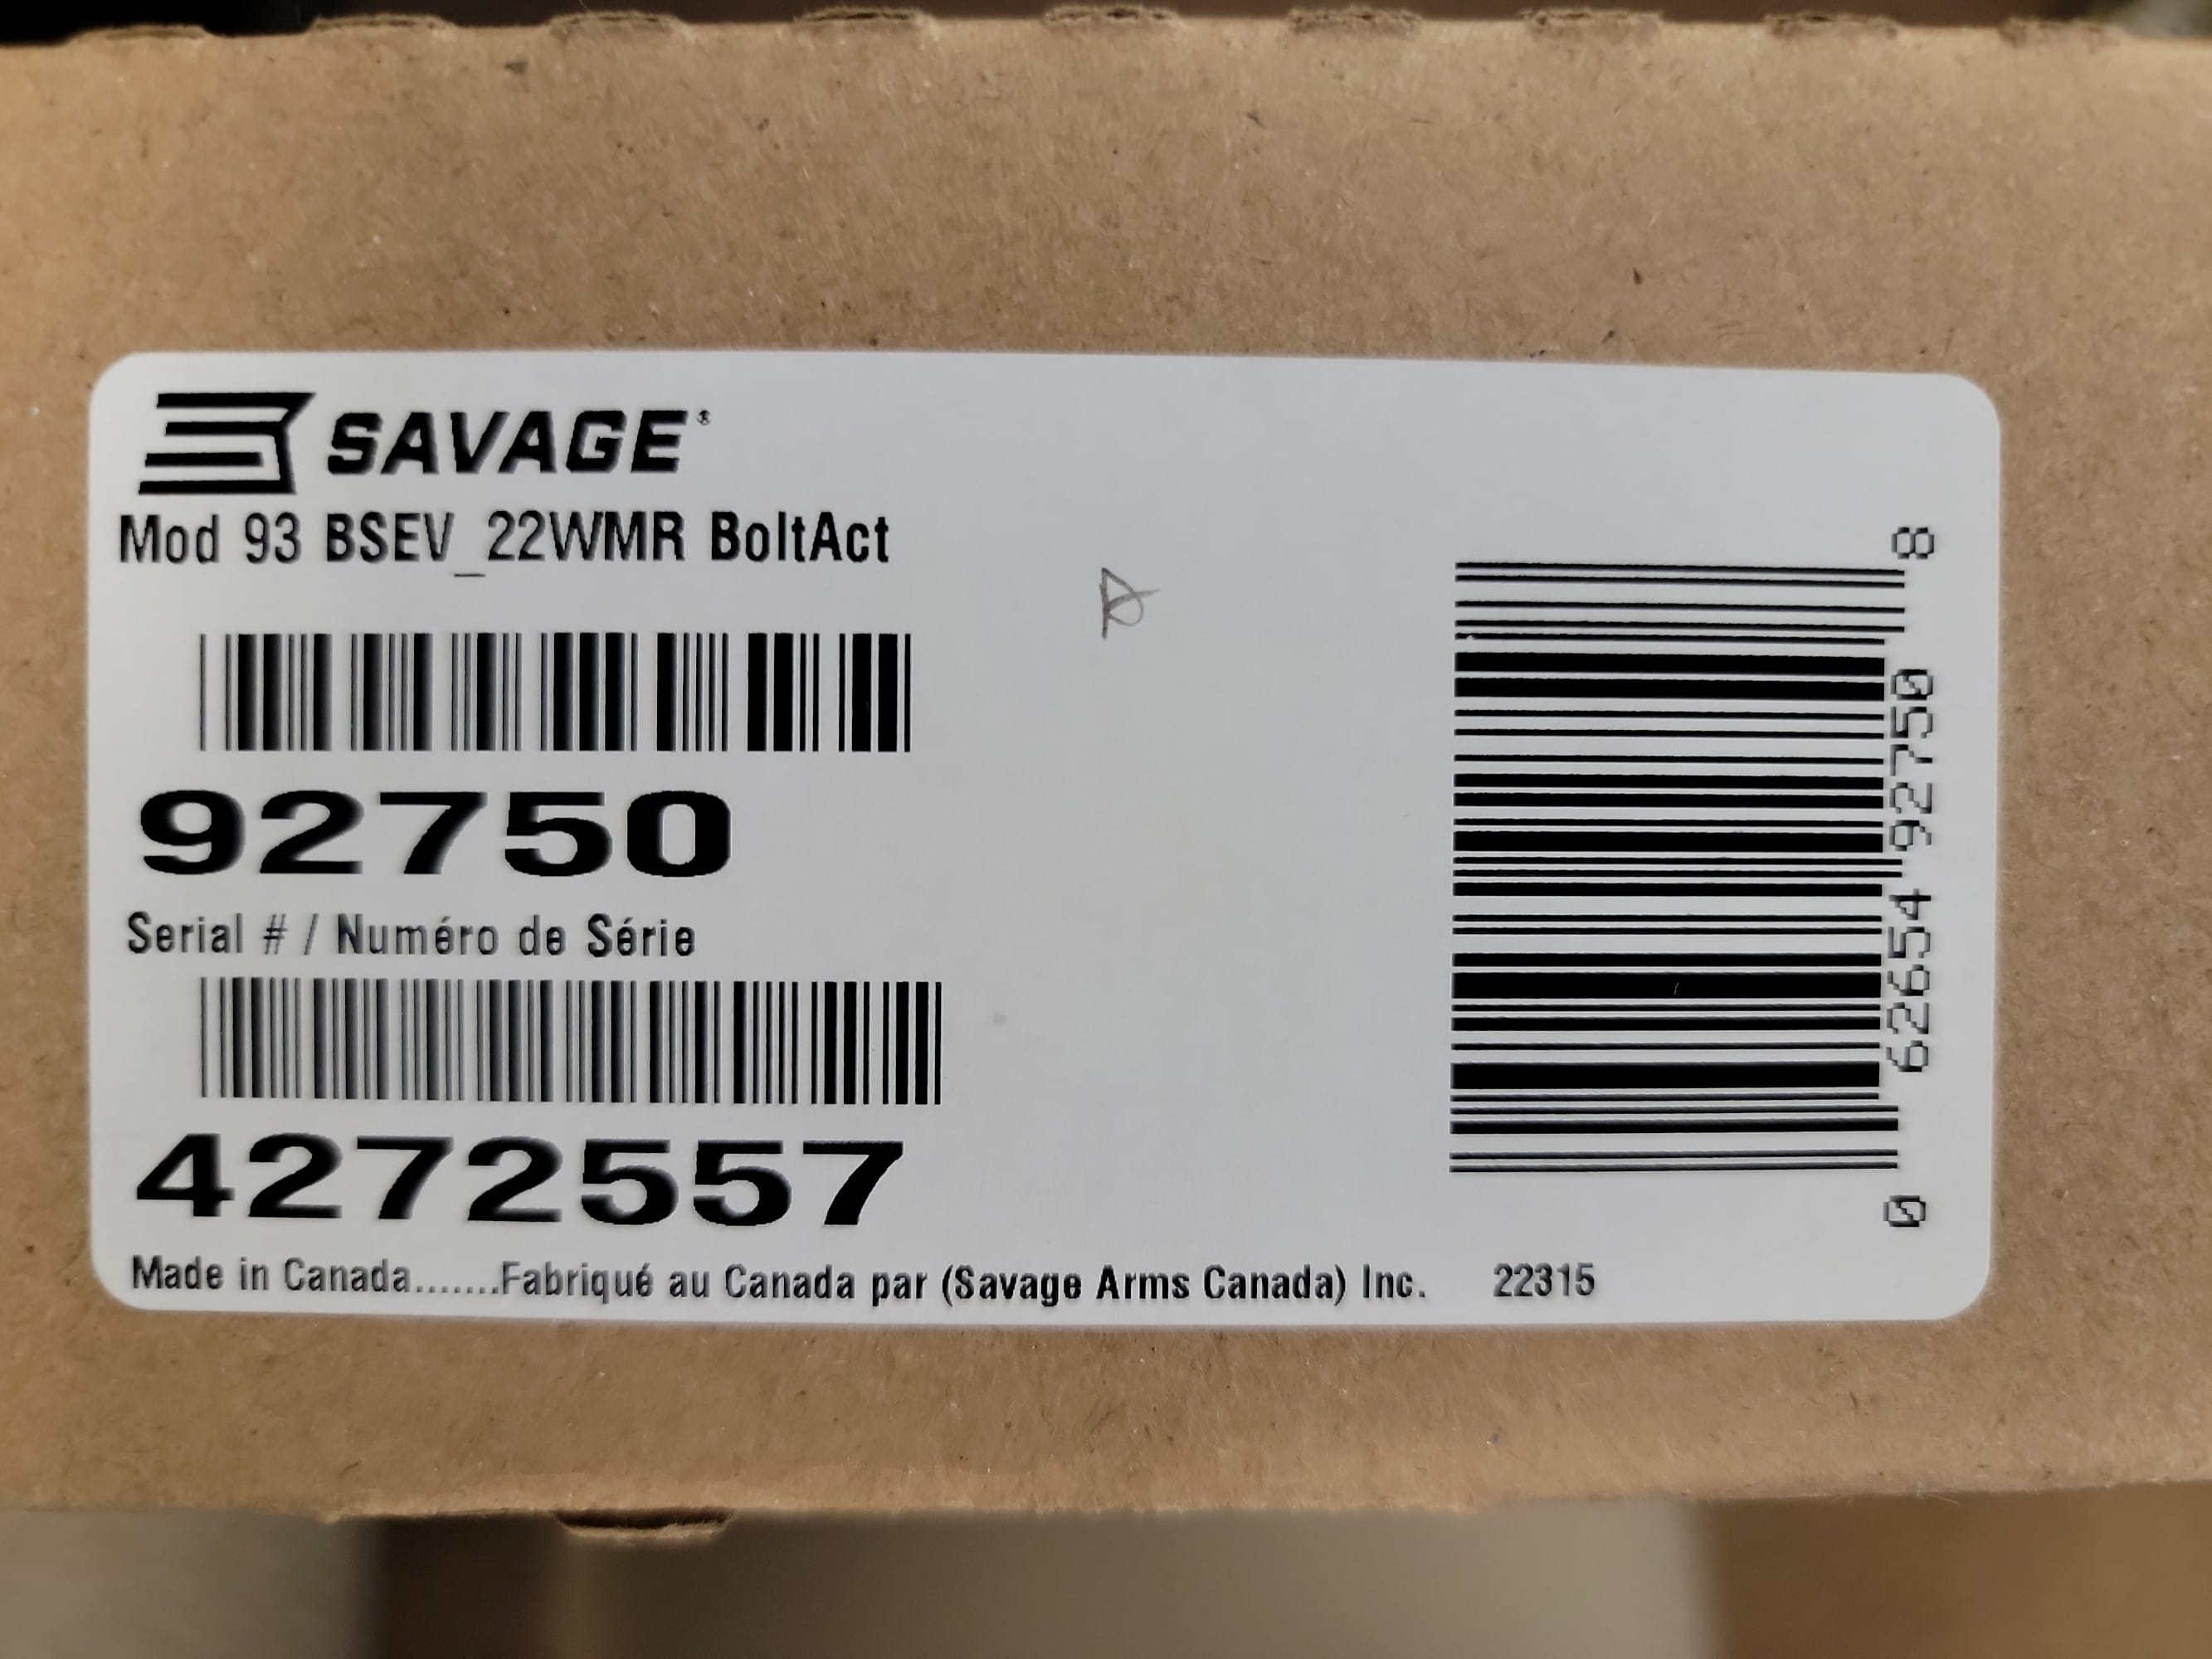 SAVAGE®
Mod 93 BSEV_22WMR BoltAct
92750
Serial # / Numéro de Série
4272557
Made in Canada.......Fabriqué au Canada par (Savage Arms Canada) Inc. 22315
0 62654 92750 8